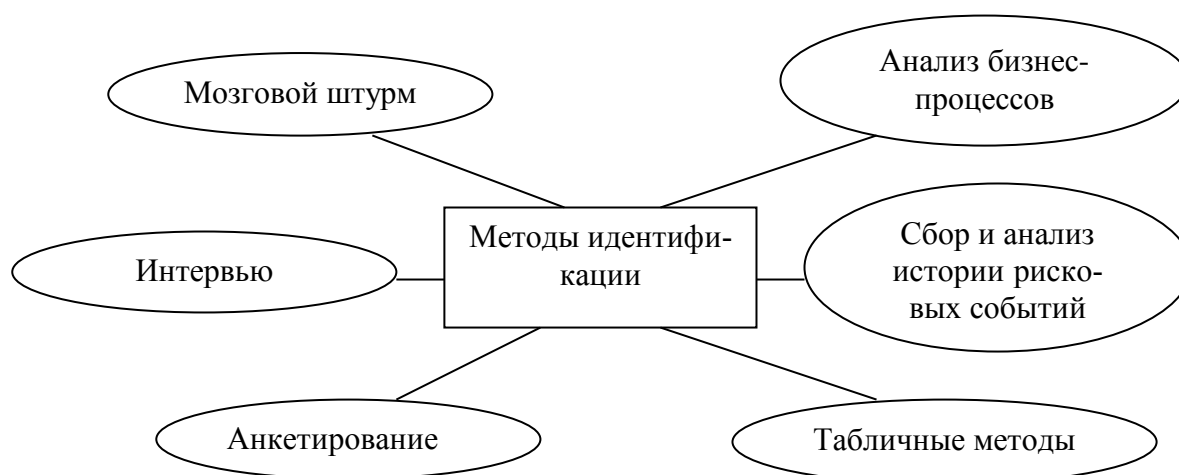 Мозговой штурм
Анализ бизнес-
процессов
Методы идентифи-
кации
Интервью
Сбор и анализ
истории риско-
вых событий
Анкетирование
Табличные методы